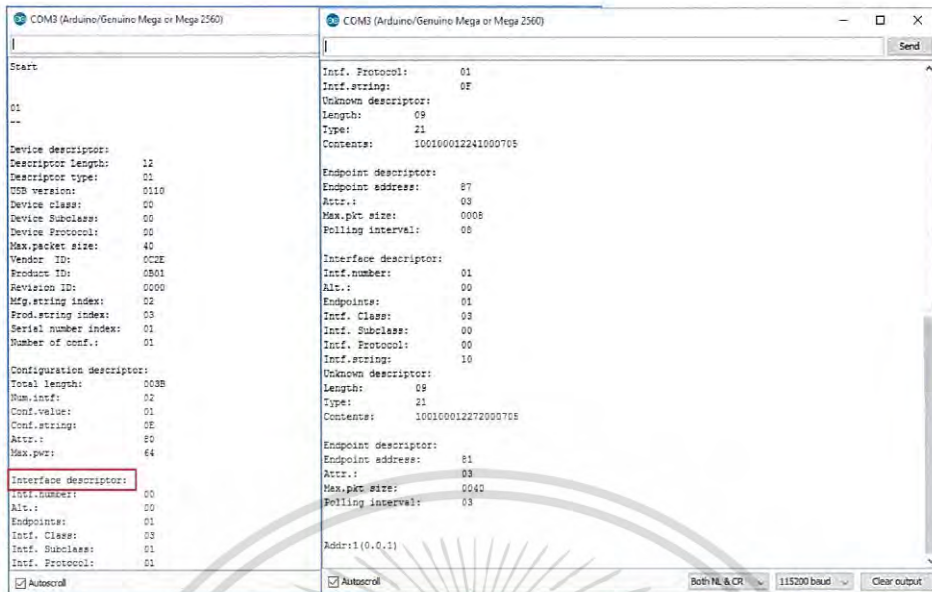 COM3 (Arduino/Genuino Mega or Mega 2560)
Start
01
--
Device descriptor:
Descriptor Length: 12
Descriptor type: 01
USB version: 0110
Device class: 00
Device Subclass: 00
Device Protocol: 00
Max.packet size: 40
Vendor ID: 0C2E
Product ID: 0B01
Revision ID: 0000
Mfg.string index: 02
Prod.string index: 03
Serial number index: 01
Number of conf.: 01
Configuration descriptor:
Total length: 003B
Num.intf: 02
Conf.value: 01
Conf.string: 0E
Attr.: 80
Max.pwr: 64
Interface descriptor:
Intf.number: 00
Alt.: 00
Endpoints: 01
Intf. Class: 03
Intf. Subclass: 01
Intf. Protocol: 01
Autoscroll
COM3 (Arduino/Genuino Mega or Mega 2560)
Send
Intf. Protocol: 01
Intf.string: 0F
Unknown descriptor:
Length: 09
Type: 21
Contents: 100100012241000705
Endpoint descriptor:
Endpoint address: 87
Attr.: 03
Max.pkt size: 0008
Polling interval: 08
Interface descriptor:
Intf.number: 01
Alt.: 00
Endpoints: 01
Intf. Class: 03
Intf. Subclass: 00
Intf. Protocol: 00
Intf.string: 10
Unknown descriptor:
Length: 09
Type: 21
Contents: 100100012272000705
Endpoint descriptor:
Endpoint address: 81
Attr.: 03
Max.pkt size: 0040
Polling interval: 03
Addr:1(0.0.1)
Autoscroll
Both NL & CR
115200 baud
Clear output